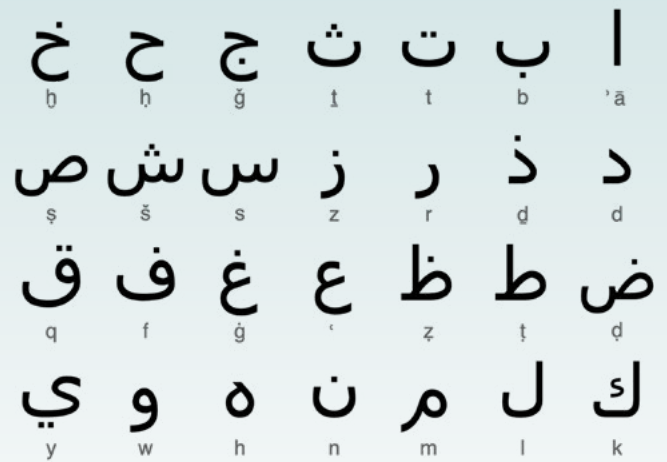 ا ب ت ث ج ح خ
ʾā b t ṯ ǧ ḥ ḫ
د ذ ر ز س ش ص
d ḏ r z s š ṣ
ض ط ظ ع غ ف ق
ḍ ṭ ẓ ʿ ġ f q
ك ل م ن ه و ي
k l m n h w y